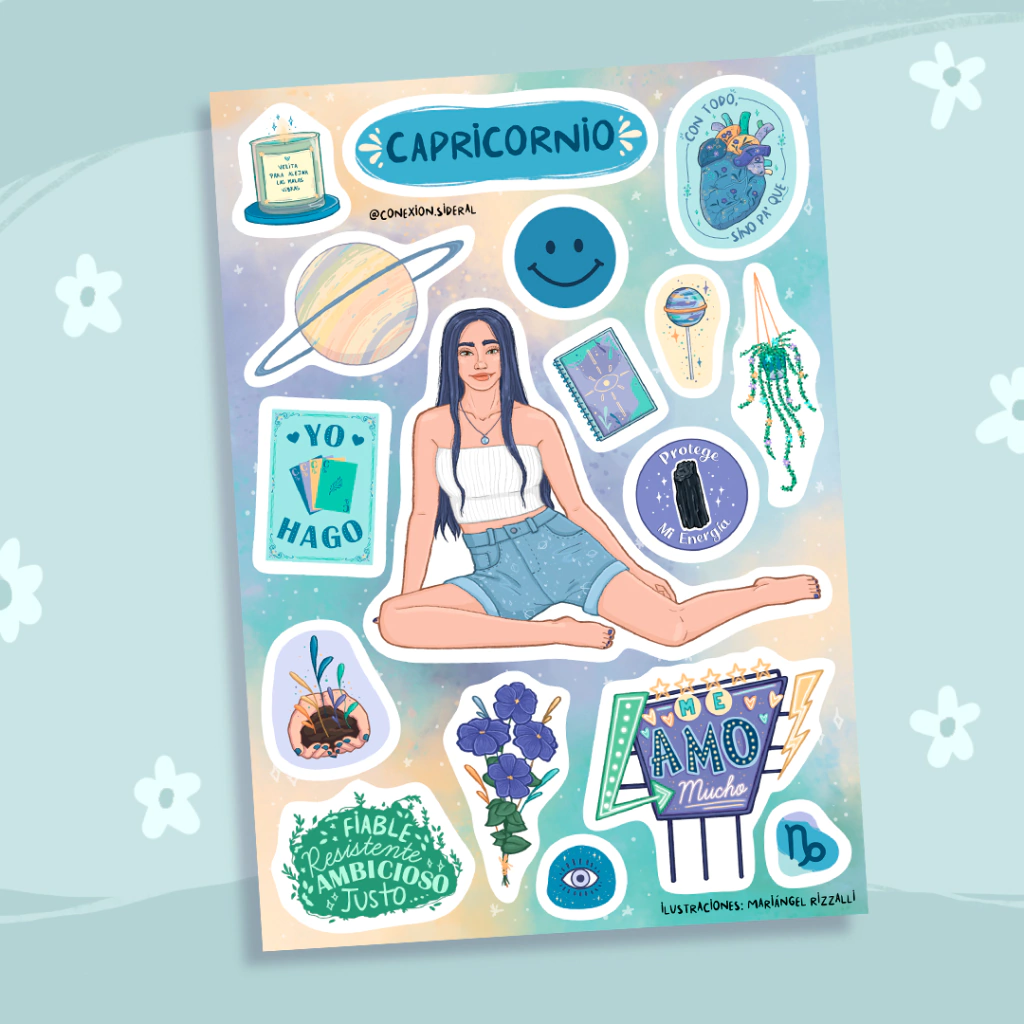 CAPRICORNIO
VELITA
PARA ALEJAR
LAS MALAS
VIBRAS
@CONEXION.SIDERAL
CON TODO,
SINO PA' QUE
YO
HAGO
Protege
Mi Energía
ME
AMO
Mucho
FIABLE
Resistente
AMBICIOSO
JUSTO...
ILUSTRACIONES: MARIÁNGEL RIZZALLI